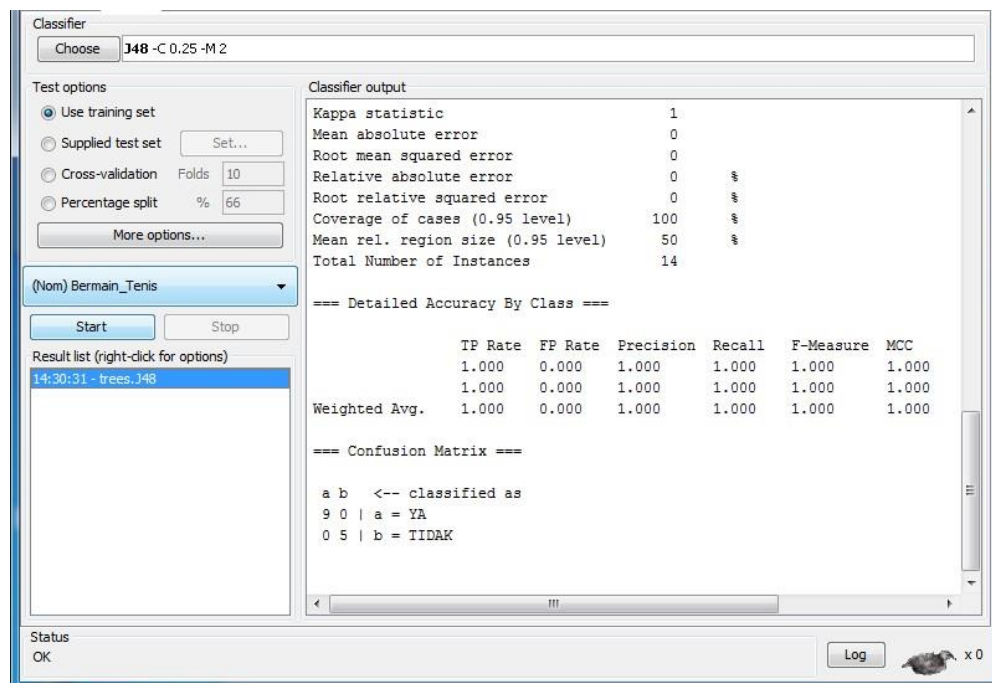 Classifier
Choose J48 -C 0.25 -M 2
Test options
Use training set
Supplied test set Set...
Cross-validation Folds 10
Percentage split % 66
More options...
(Nom) Bermain_Tenis
Start Stop
Result list (right-click for options)
14:30:31 - trees.J48
Classifier output
Kappa statistic 1
Mean absolute error 0
Root mean squared error 0
Relative absolute error 0 %
Root relative squared error 0 %
Coverage of cases (0.95 level) 100 %
Mean rel. region size (0.95 level) 50 %
Total Number of Instances 14
=== Detailed Accuracy By Class ===
TP Rate FP Rate Precision Recall F-Measure MCC
1.000 0.000 1.000 1.000 1.000 1.000
1.000 0.000 1.000 1.000 1.000 1.000
Weighted Avg. 1.000 0.000 1.000 1.000 1.000 1.000
=== Confusion Matrix ===
a b <-- classified as
9 0 | a = YA
0 5 | b = TIDAK
Status
OK
Log
x 0